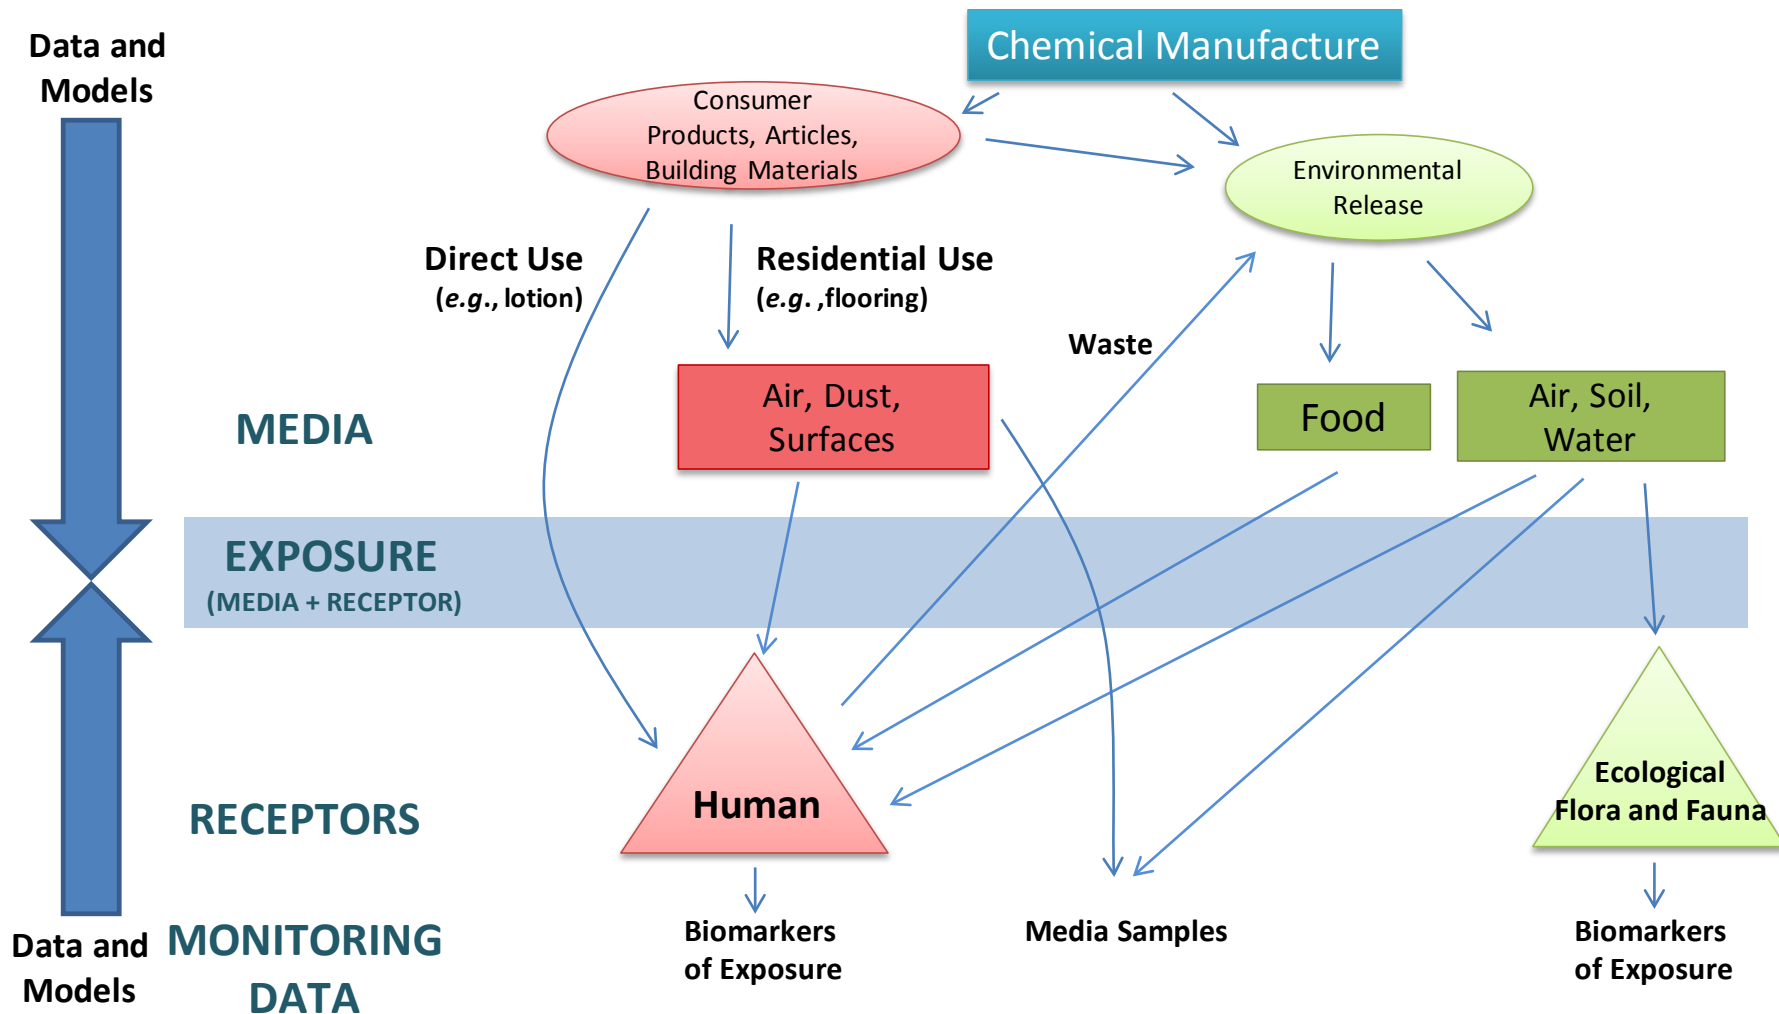 Data and
Models
Chemical Manufacture
Consumer
Products, Articles,
Building Materials
Environmental
Release
Direct Use
(e.g., lotion)
Residential Use
(e.g. ,flooring)
Waste
MEDIA
Air, Dust,
Surfaces
Food
Air, Soil,
Water
EXPOSURE
(MEDIA + RECEPTOR)
RECEPTORS
Human
Ecological
Flora and Fauna
Data and
Models
MONITORING
DATA
Biomarkers
of Exposure
Media Samples
Biomarkers
of Exposure